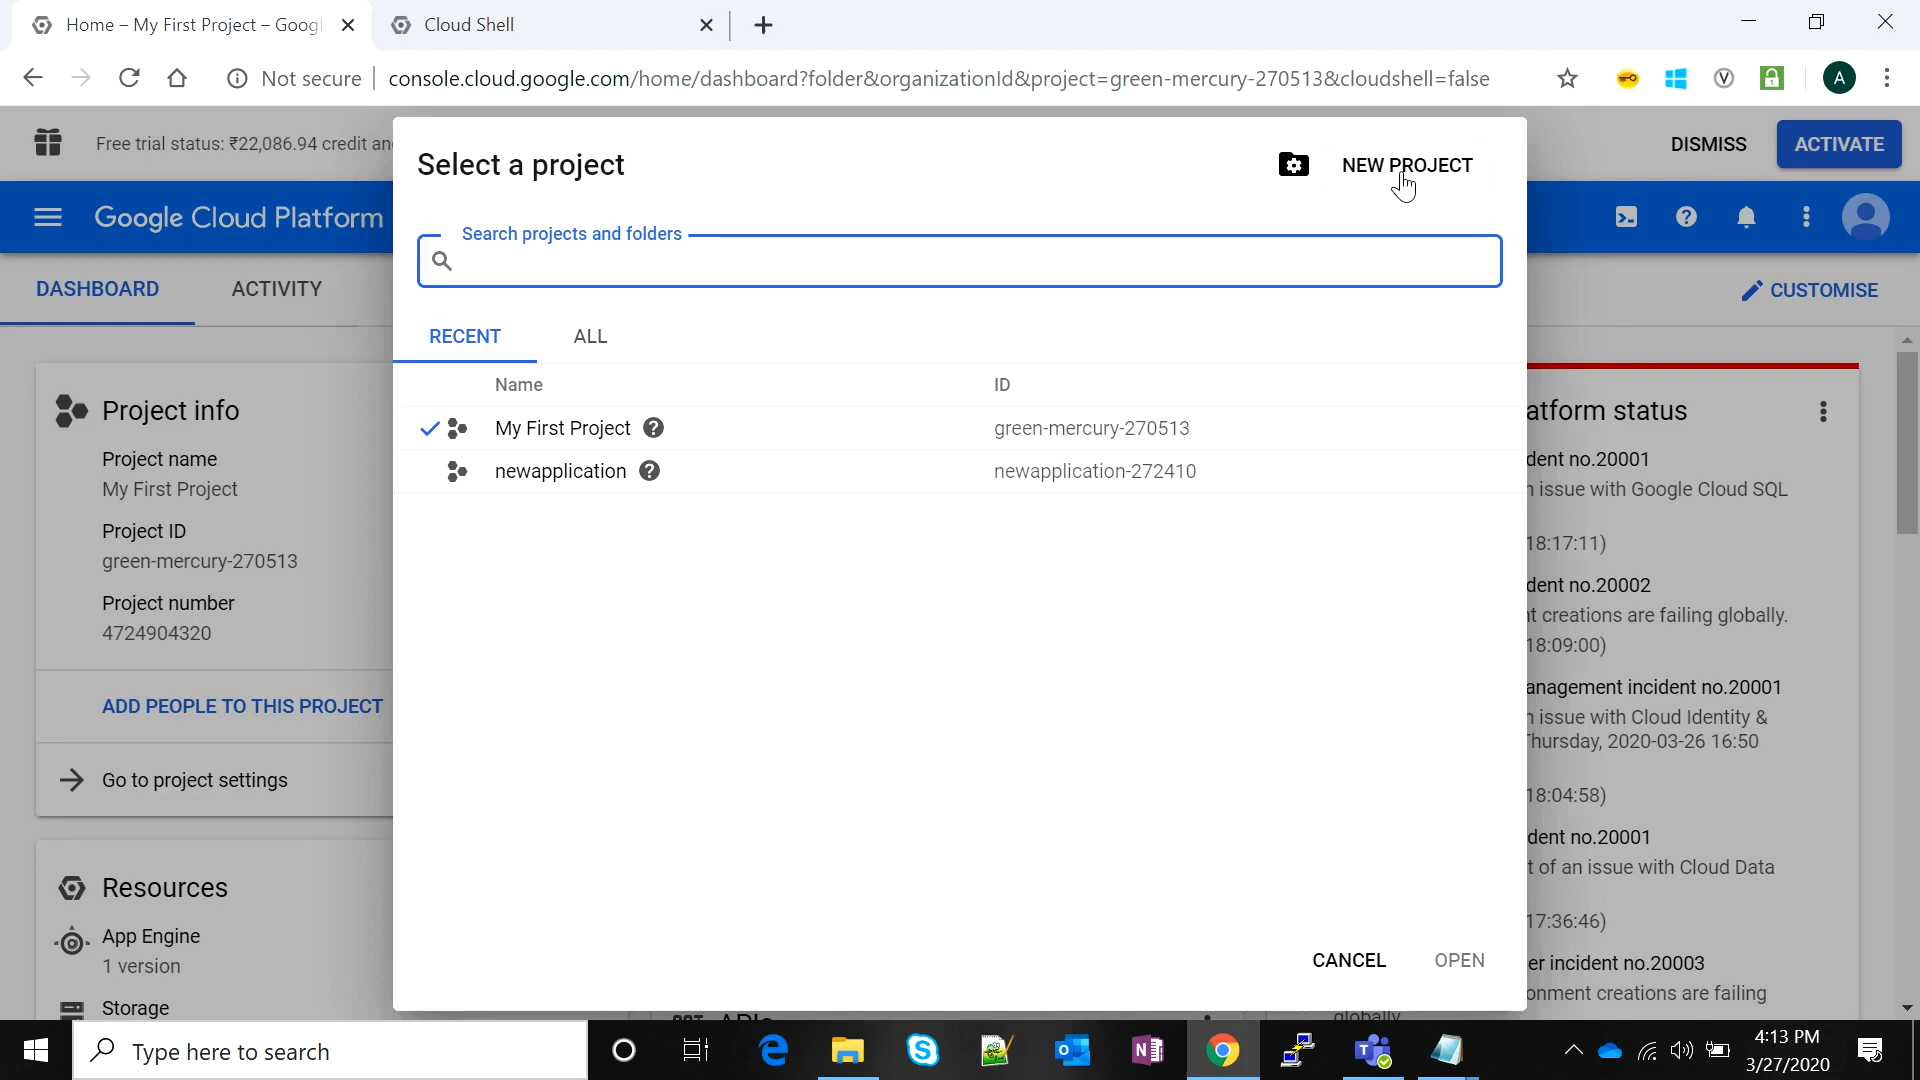 Home – My First Project – Googl
Cloud Shell
Not secure
console.cloud.google.com/home/dashboard?folder&organizationId&project=green-mercury-270513&cloudshell=false
A
Free trial status: ₹22,086.94 credit an
DISMISS
ACTIVATE
Google Cloud Platform
DASHBOARD
ACTIVITY
CUSTOMISE
Select a project
NEW PROJECT
Search projects and folders
RECENT
ALL
Name
ID
My First Project
green-mercury-270513
newapplication
newapplication-272410
CANCEL
OPEN
Project info
Project name
My First Project
Project ID
green-mercury-270513
Project number
4724904320
ADD PEOPLE TO THIS PROJECT
Go to project settings
Resources
App Engine
1 version
Storage
APIs
atform status
dent no.20001
n issue with Google Cloud SQL
18:17:11)
dent no.20002
nt creations are failing globally.
18:09:00)
anagement incident no.20001
n issue with Cloud Identity &
Thursday, 2020-03-26 16:50
18:04:58)
dent no.20001
t of an issue with Cloud Data
17:36:46)
er incident no.20003
onment creations are failing
globally.
Type here to search
4:13 PM
3/27/2020